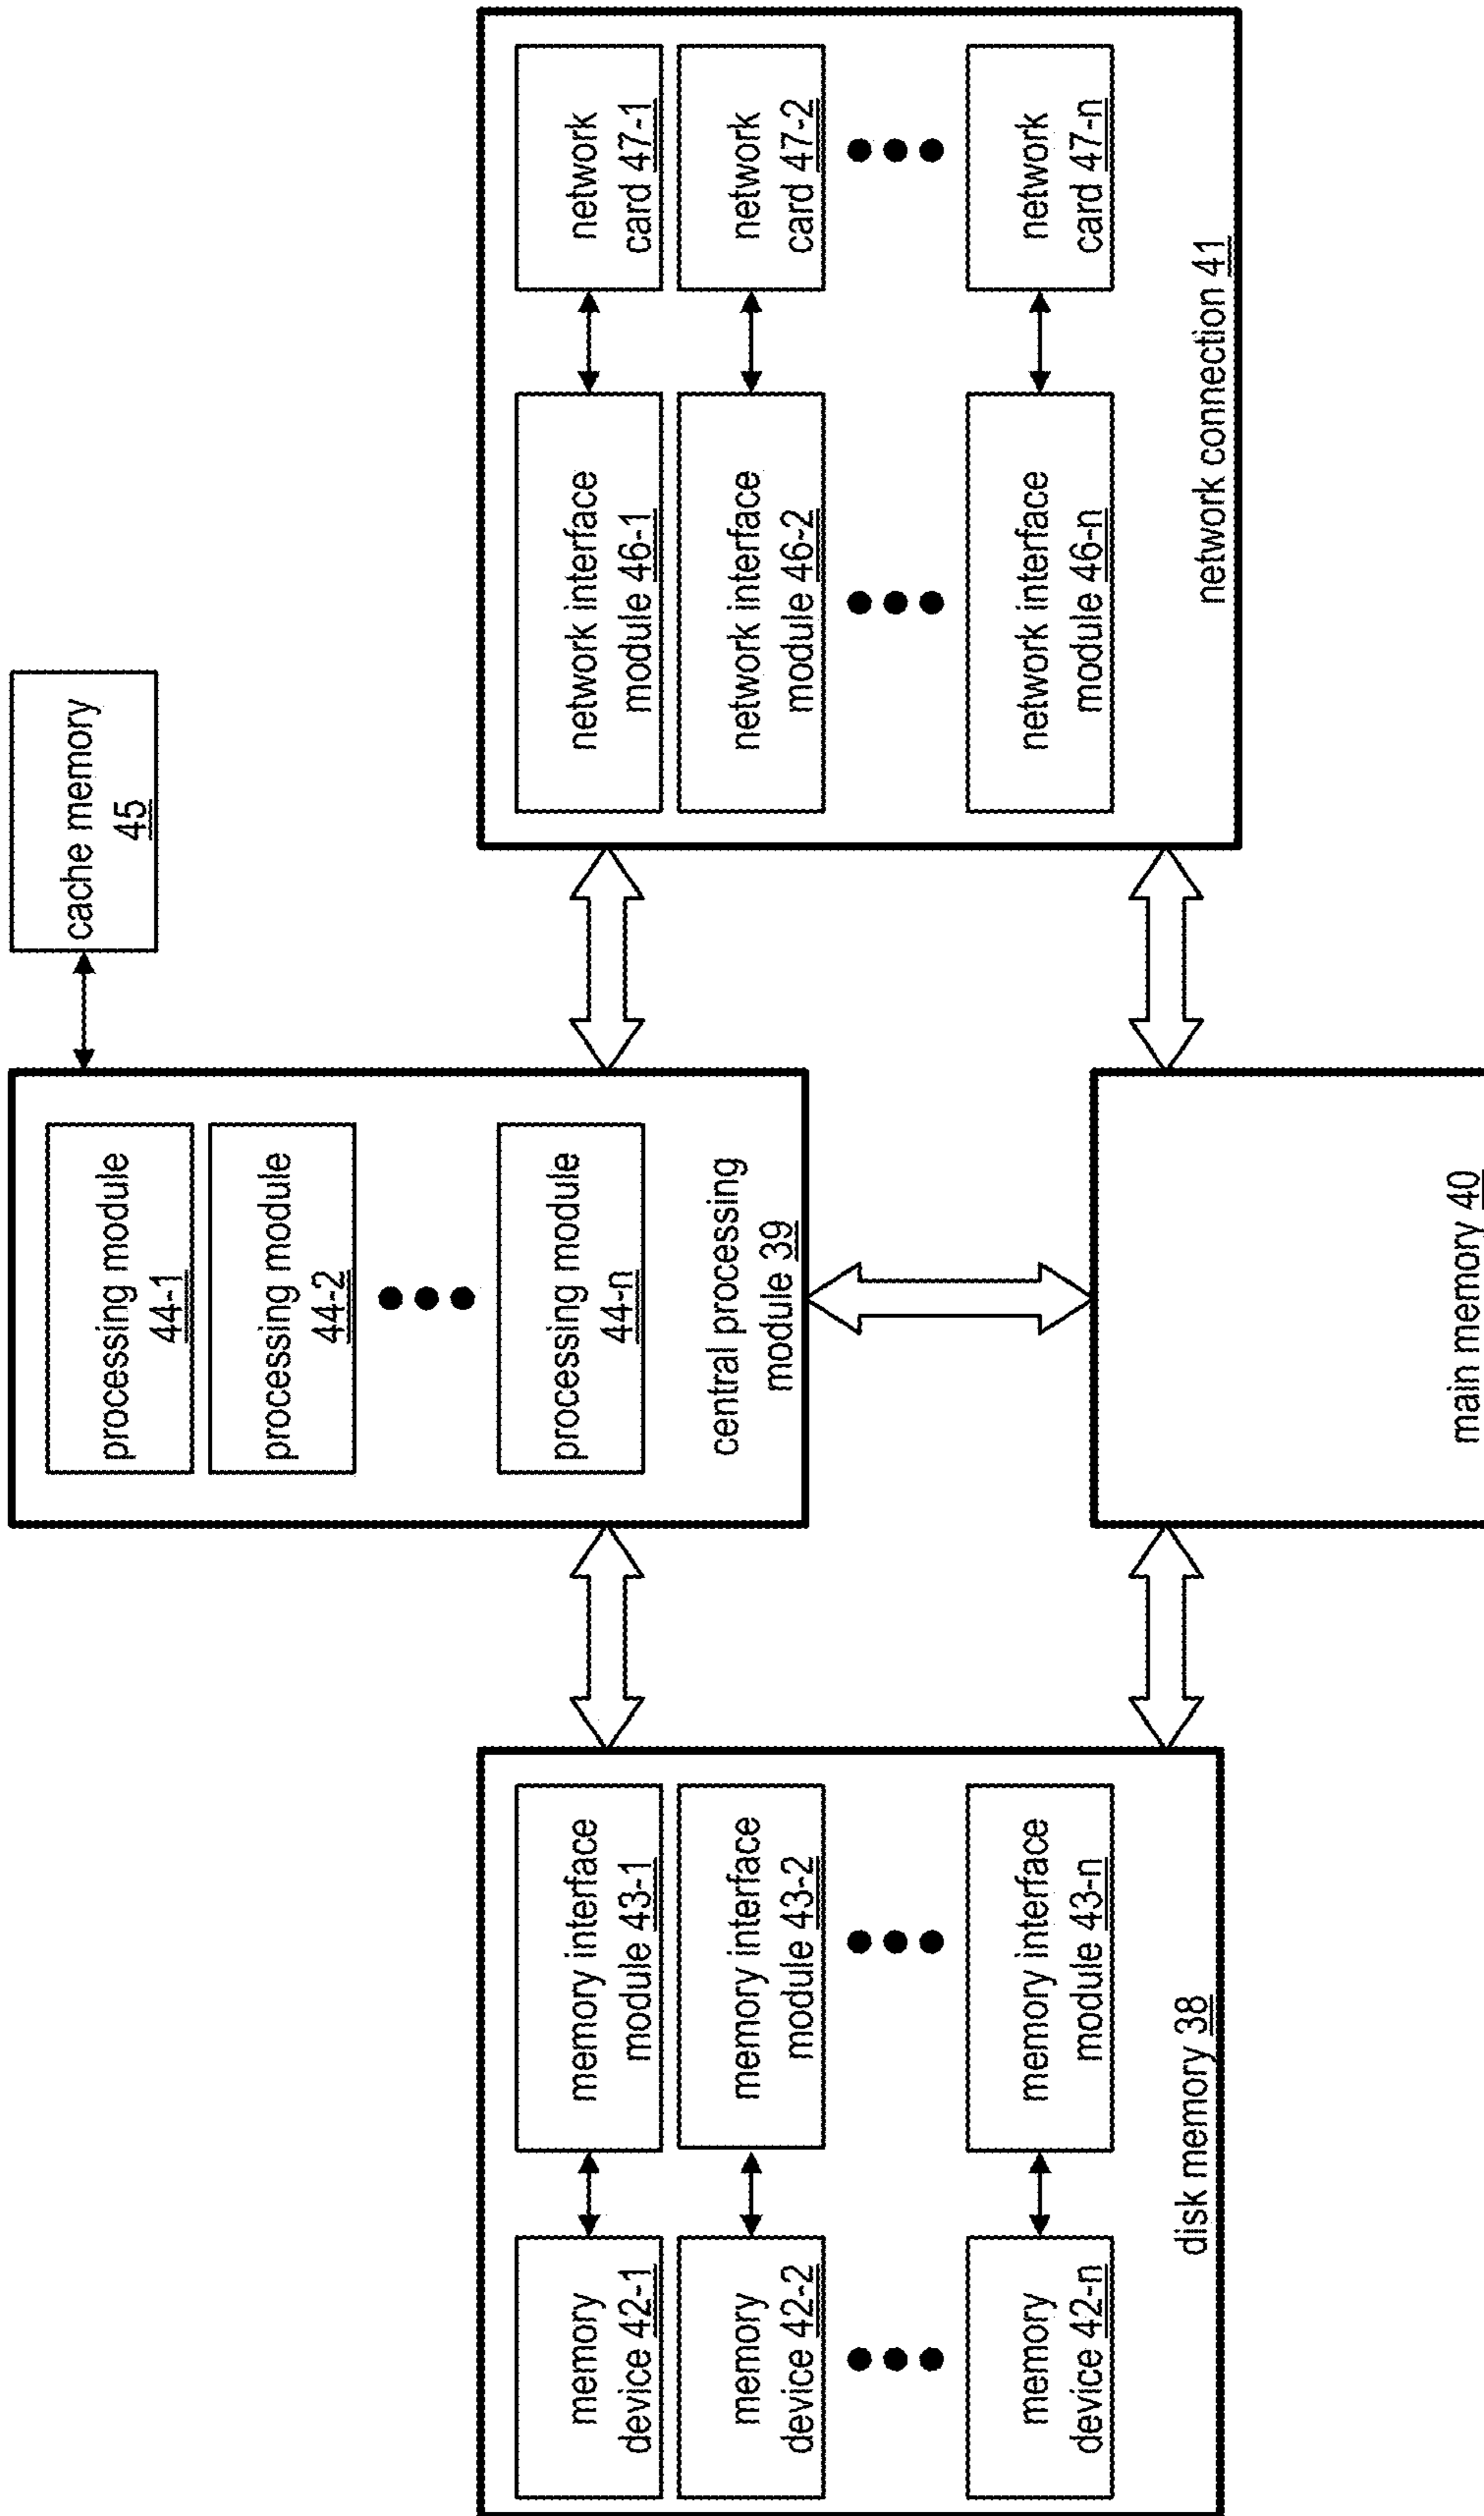 processing module
44-1
processing module
44-2
processing module
44-n
central processing
module 39
cache memory
45
memory
device 42-1
memory interface
module 43-1
memory
device 42-2
memory interface
module 43-2
memory
device 42-n
memory interface
module 43-n
disk memory 38
network interface
module 46-1
network
card 47-1
network interface
module 46-2
network
card 47-2
network interface
module 46-n
network
card 47-n
network connection 41
main memory 40